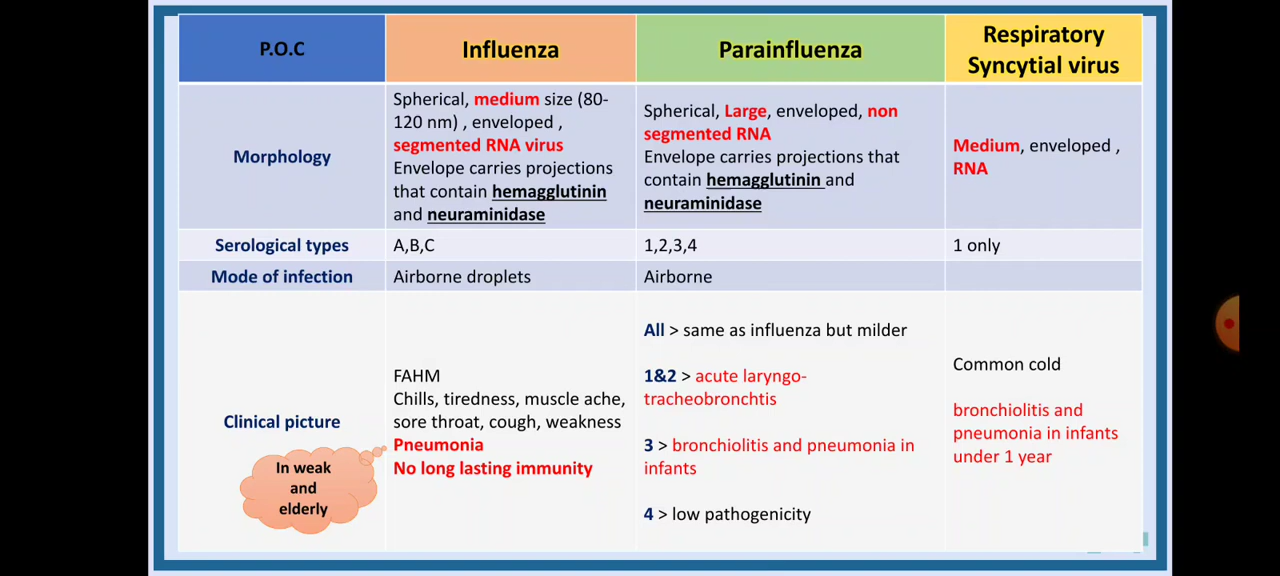 P.O.C
Influenza
Parainfluenza
Respiratory
Syncytial virus
Morphology
Spherical, medium size (80-
120 nm) , enveloped ,
segmented RNA virus
Envelope carries projections
that contain hemagglutinin
and neuraminidase
Spherical, Large, enveloped, non
segmented RNA
Envelope carries projections that
contain hemagglutinin and
neuraminidase
Medium, enveloped ,
RNA
Serological types
A,B,C
1,2,3,4
1 only
Mode of infection
Airborne droplets
Airborne
Clinical picture
In weak
and
elderly
FAHM
Chills, tiredness, muscle ache,
sore throat, cough, weakness
Pneumonia
No long lasting immunity
All > same as influenza but milder
1&2 > acute laryngo-
tracheobronchtis
3 > bronchiolitis and pneumonia in
infants
4 > low pathogenicity
Common cold
bronchiolitis and
pneumonia in infants
under 1 year